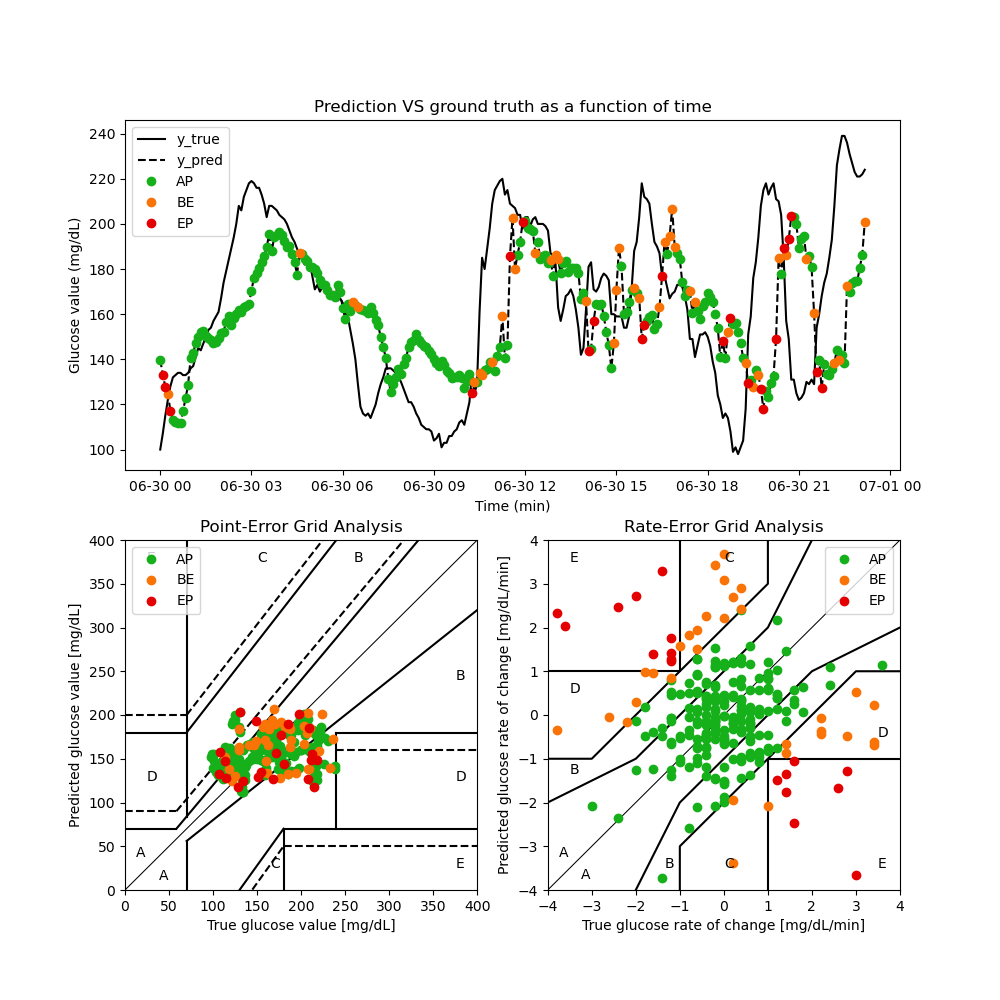 Prediction VS ground truth as a function of time
Glucose value (mg/dL)
240
220
200
180
160
140
120
100
y_true
y_pred
AP
BE
EP
06-30 00 06-30 03 06-30 06 06-30 09 06-30 12 06-30 15 06-30 18 06-30 21 07-01 00
Time (min)
Point-Error Grid Analysis
Predicted glucose value [mg/dL]
400
350
300
250
200
150
100
50
0
AP
BE
EP
C B
B
D D
A
A
C E
0 50 100 150 200 250 300 350 400
True glucose value [mg/dL]
Rate-Error Grid Analysis
Predicted glucose rate of change [mg/dL/min]
4
3
2
1
0
−1
−2
−3
−4
AP
BE
EP
E C
D
D
B
A
A
B C E
−4 −3 −2 −1 0 1 2 3 4
True glucose rate of change [mg/dL/min]